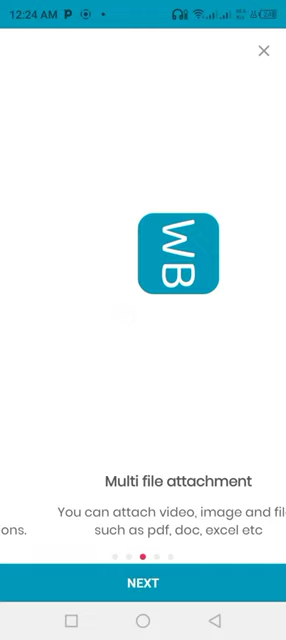 12:24 AM
WB
Multi file attachment
You can attach video, image and fil
ons.
such as pdf, doc, excel etc
NEXT